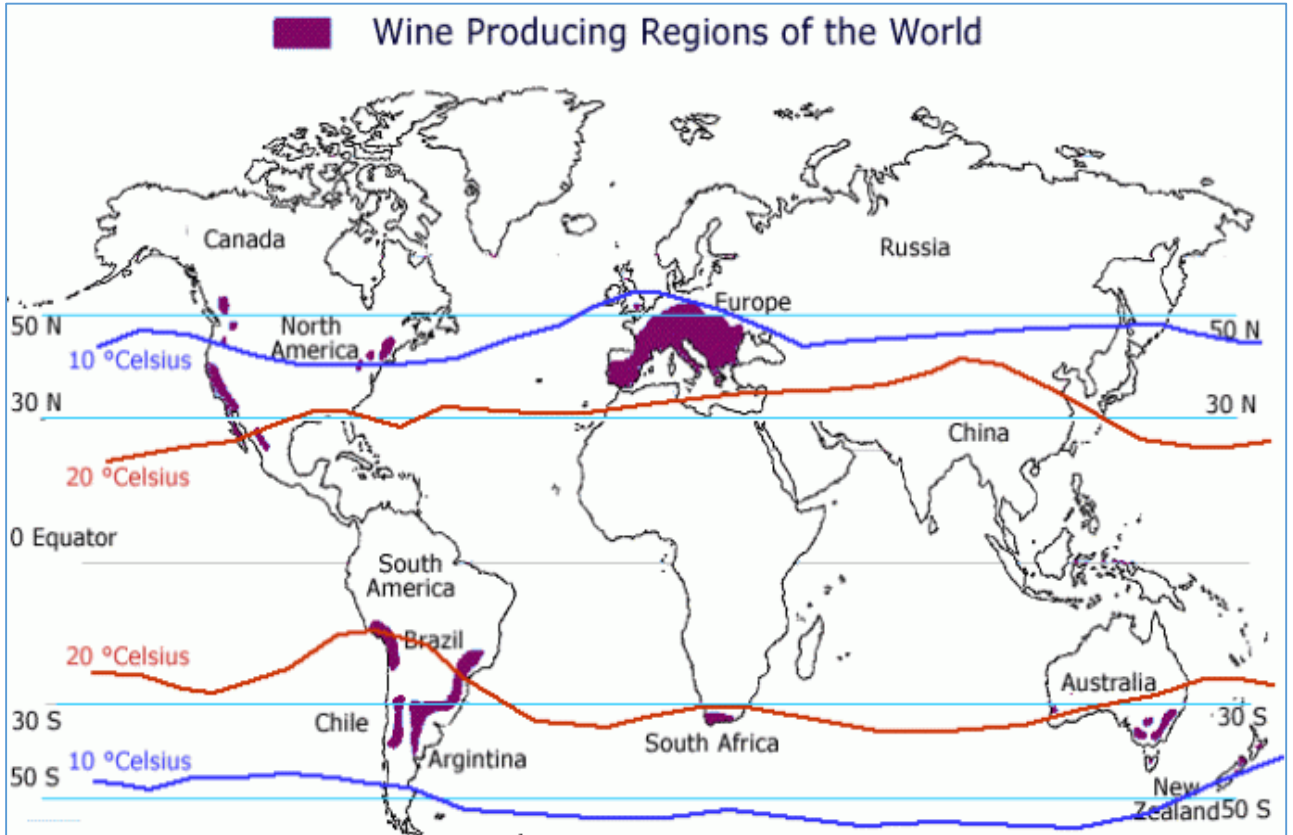 Wine Producing Regions of the World
Canada
Russia
Europe
50 N
North
America
50 N
10 °Celsius
30 N
30 N
China
20 °Celsius
0 Equator
South
America
Brazil
20 °Celsius
Australia
Chile
30 S
30 S
South Africa
Argintina
10 °Celsius
50 S
New
Zealand
50 S